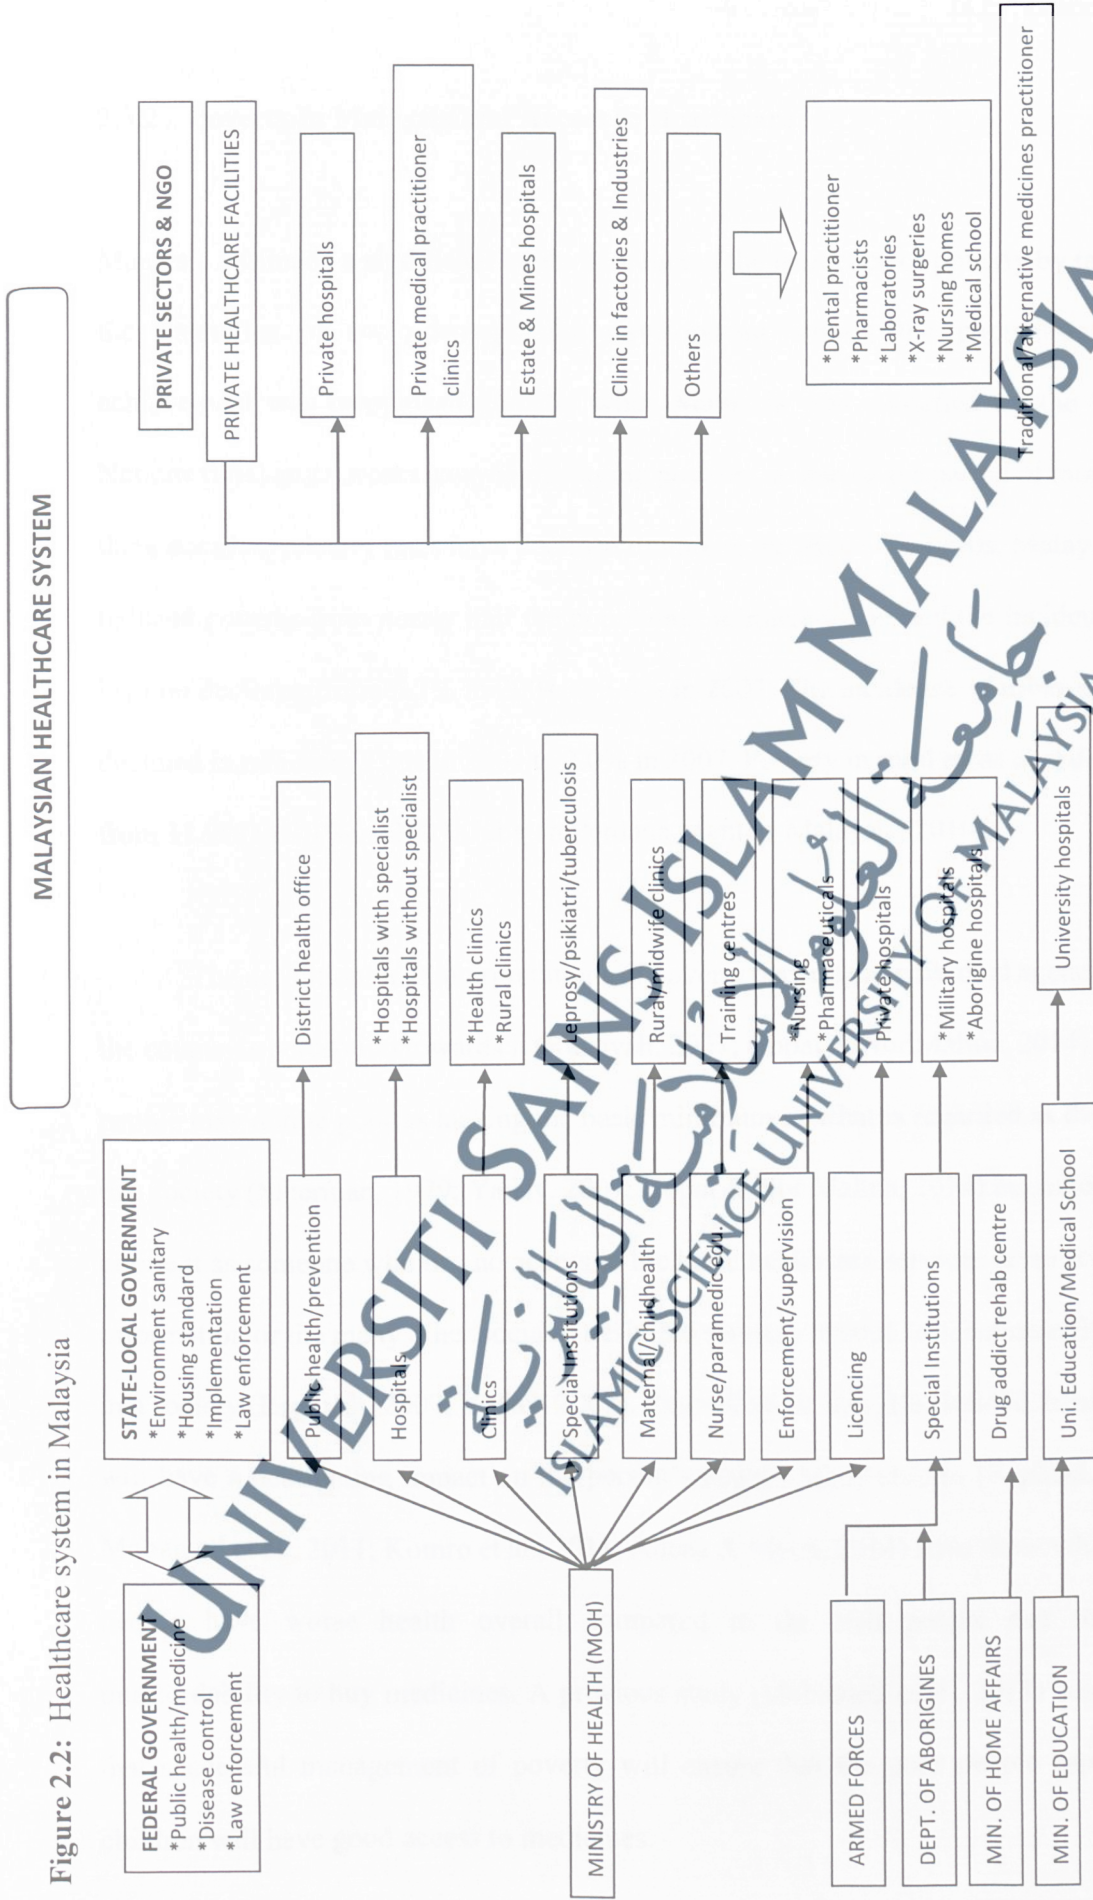 Figure 2.2: Healthcare system in Malaysia
MALAYSIAN HEALTHCARE SYSTEM
FEDERAL GOVERNMENT
*Public health/medicine
*Disease control
*Law enforcement
STATE-LOCAL GOVERNMENT
*Environment sanitary
*Housing standard
*Implementation
*Law enforcement
MINISTRY OF HEALTH (MOH)
Public health/prevention
District health office
Hospitals
*Hospitals with specialist
*Hospitals without specialist
Clinics
*Health clinics
*Rural clinics
Special Institutions
Leprosy/psikiatri/tuberculosis
Maternal/childhealth
Rural/midwife clinics
Nurse/paramedic edu.
Training centres
Enforcement/supervision
*Nursing
*Pharmaceuticals
Licencing
Private hospitals
ARMED FORCES
DEPT. OF ABORIGINES
Special Institutions
*Military hospitals
*Aborigine hospitals
MIN. OF HOME AFFAIRS
Drug addict rehab centre
MIN. OF EDUCATION
Uni. Education/Medical School
University hospitals
PRIVATE SECTORS & NGO
PRIVATE HEALTHCARE FACILITIES
Private hospitals
Private medical practitioner
clinics
Estate & Mines hospitals
Clinic in factories & Industries
Others
*Dental practitioner
*Pharmacists
*Laboratories
*X-ray surgeries
*Nursing homes
*Medical school
Traditional/alternative medicines practitioner
UNIVERSITI SAINS ISLAM MALAYSIA
جامعة العلوم الإسلامية الماليزية
ISLAMIC SCIENCE UNIVERSITY OF MALAYSIA